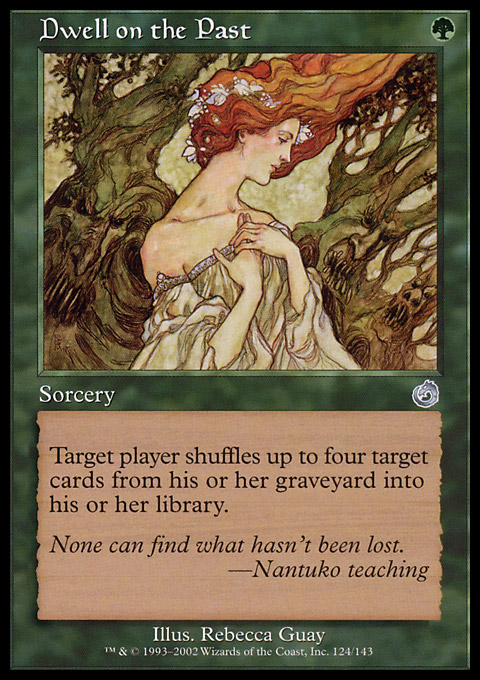 Dwell on the Past
Sorcery
Target player shuffles up to four target
cards from his or her graveyard into
his or her library.
None can find what hasn't been lost.
—Nantuko teaching
Illus. Rebecca Guay
™ & © 1993–2002 Wizards of the Coast, Inc. 124/143